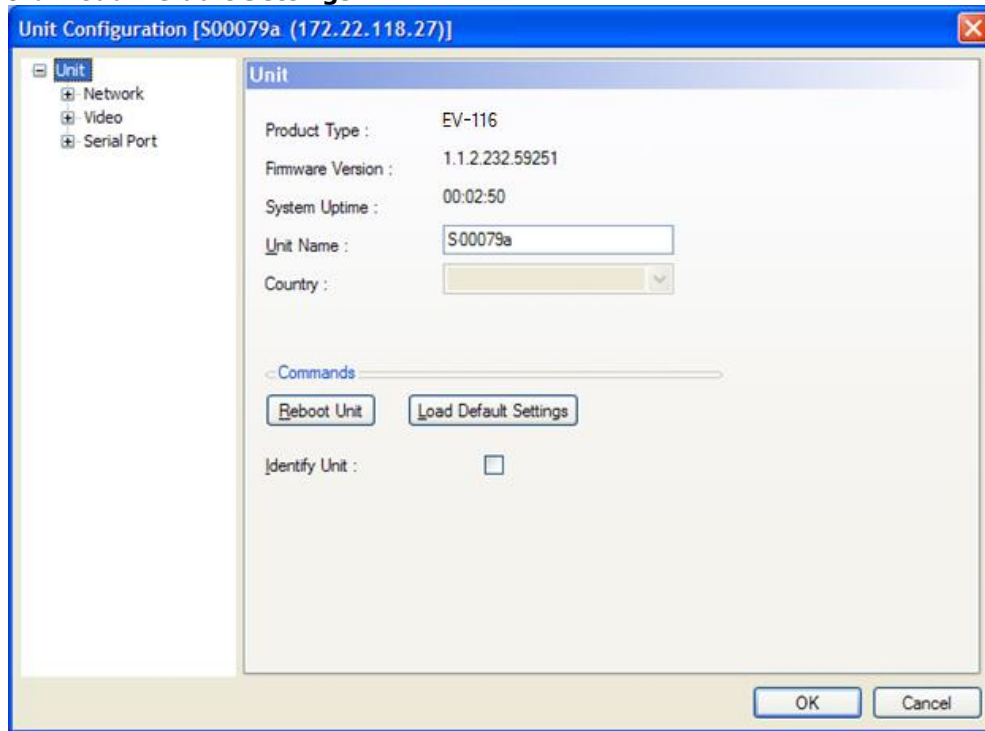 Unit Configuration [S00079a (172.22.118.27)]
Unit
Network
Video
Serial Port
Unit
Product Type : EV-116
Firmware Version : 1.1.2.232.59251
System Uptime : 00:02:50
Unit Name : S-00079a
Country :
Commands
Reboot Unit Load Default Settings
Identify Unit :
OK Cancel